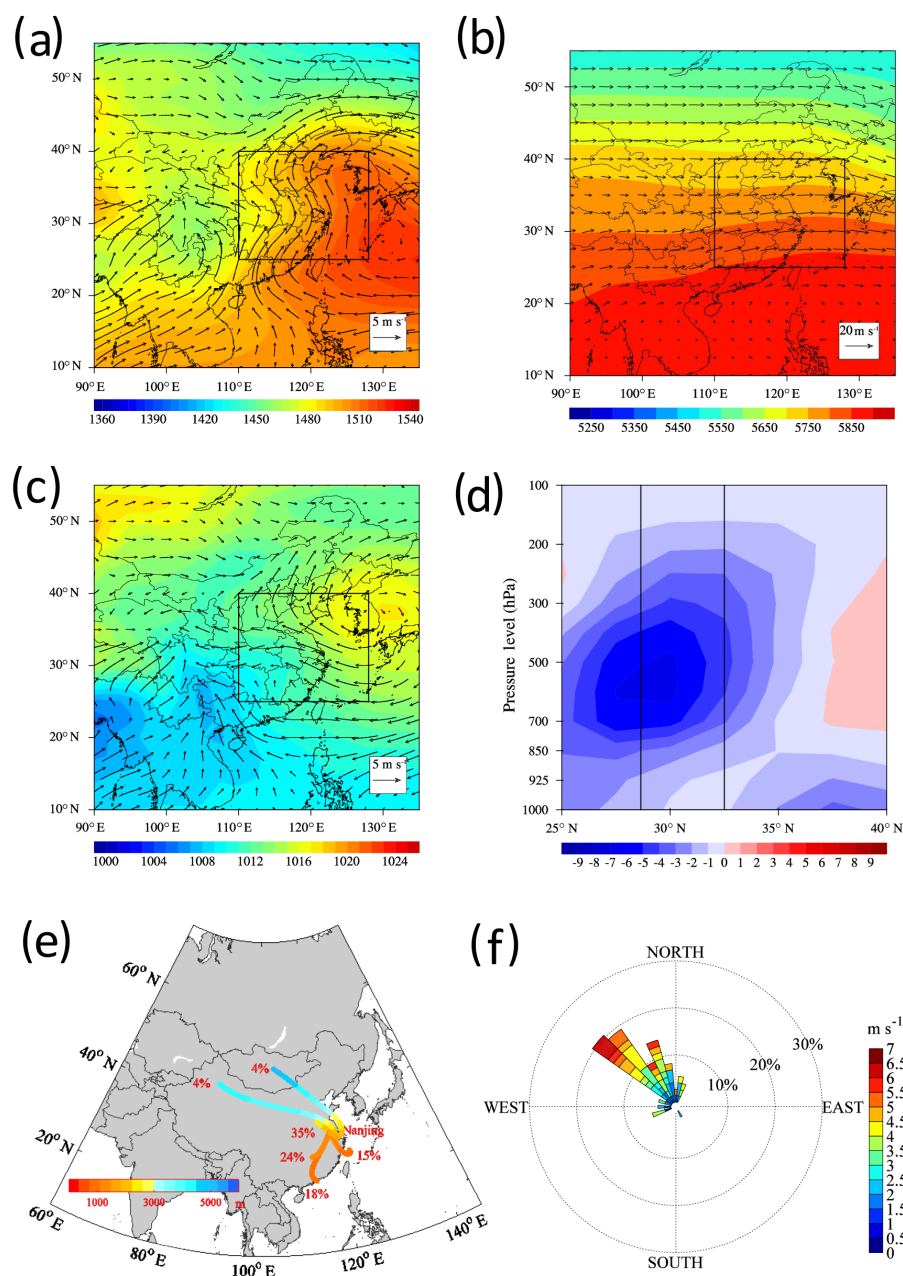 (a)
50° N
40° N
30° N
20° N
10° N
90° E 100° E 110° E 120° E 130° E
5 m s⁻¹
1360 1390 1420 1450 1480 1510 1540
(b)
50° N
40° N
30° N
20° N
10° N
90° E 100° E 110° E 120° E 130° E
20 m s⁻¹
5250 5350 5450 5550 5650 5750 5850
(c)
50° N
40° N
30° N
20° N
10° N
90° E 100° E 110° E 120° E 130° E
5 m s⁻¹
1000 1004 1008 1012 1016 1020 1024
(d)
Pressure level (hPa)
100
200
300
500
700
850
925
1000
25° N 30° N 35° N 40° N
-9 -8 -7 -6 -5 -4 -3 -2 -1 0 1 2 3 4 5 6 7 8 9
(e)
60° N
40° N
20° N
4%
4%
35%
Nanjing
24%
15%
18%
1000 3000 5000 m
60° E
80° E
100° E
120° E
140° E
(f)
NORTH
WEST
EAST
SOUTH
10%
20%
30%
m s⁻¹
7
6.5
6
5.5
5
4.5
4
3.5
3
2.5
2
1.5
1
0.5
0